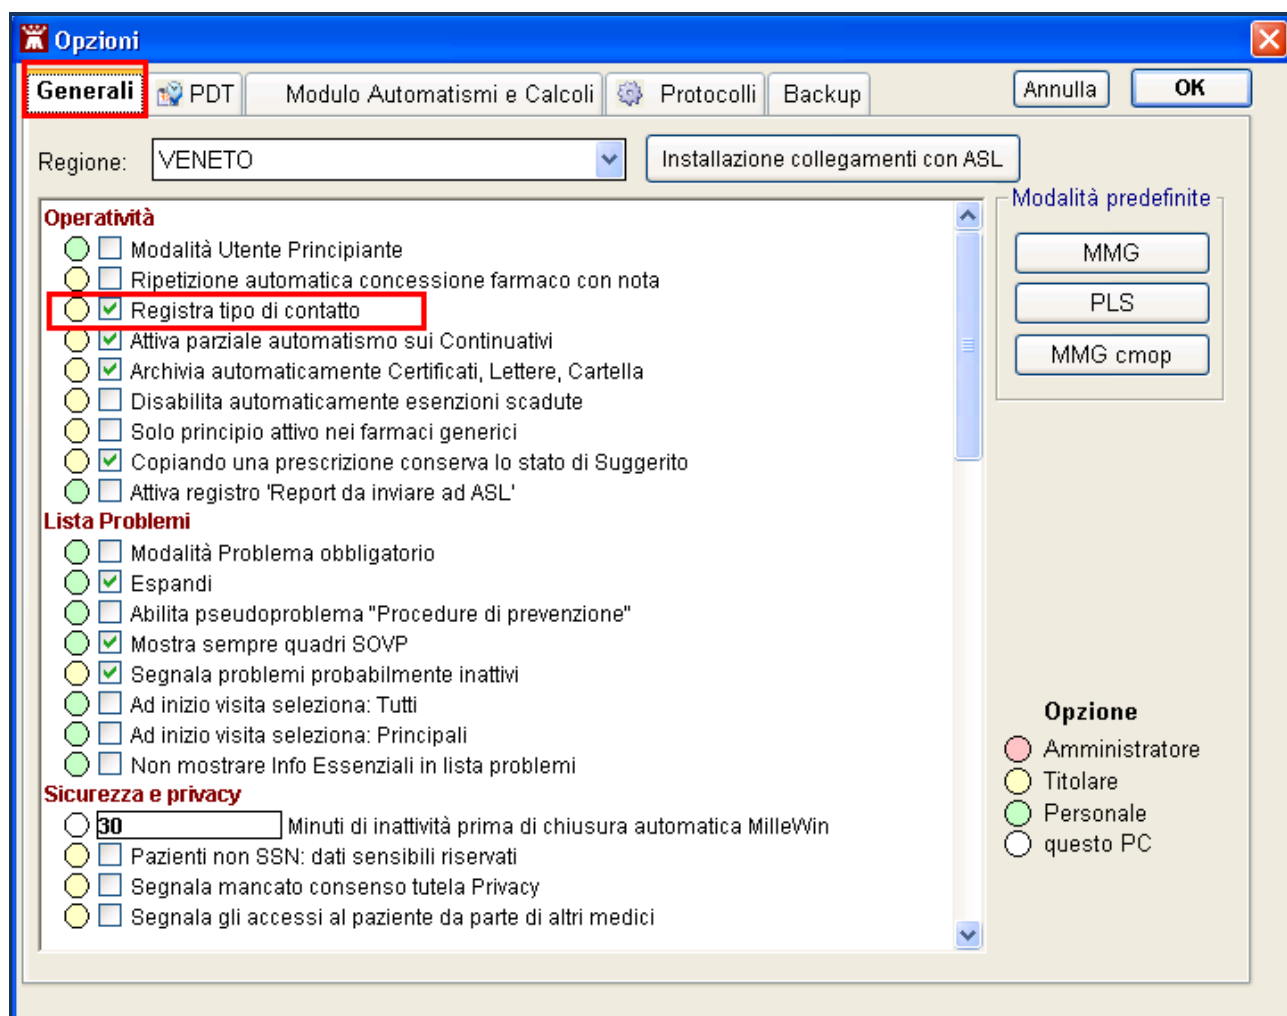 Opzioni
Generali PDT Modulo Automatismi e Calcoli Protocolli Backup Annulla OK
Regione: VENETO Installazione collegamenti con ASL
Modalità predefinite
MMG
PLS
MMG cmop
Operatività
Modalità Utente Principiante
Ripetizione automatica concessione farmaco con nota
Registra tipo di contatto
Attiva parziale automatismo sui Continuativi
Archivia automaticamente Certificati, Lettere, Cartella
Disabilita automaticamente esenzioni scadute
Solo principio attivo nei farmaci generici
Copiando una prescrizione conserva lo stato di Suggerito
Attiva registro 'Report da inviare ad ASL'
Lista Problemi
Modalità Problema obbligatorio
Espandi
Abilita pseudoproblema "Procedure di prevenzione"
Mostra sempre quadri SOVP
Segnala problemi probabilmente inattivi
Ad inizio visita seleziona: Tutti
Ad inizio visita seleziona: Principali
Non mostrare Info Essenziali in lista problemi
Sicurezza e privacy
30 Minuti di inattività prima di chiusura automatica MilleWin
Pazienti non SSN: dati sensibili riservati
Segnala mancato consenso tutela Privacy
Segnala gli accessi al paziente da parte di altri medici
Opzione
Amministratore
Titolare
Personale
questo PC